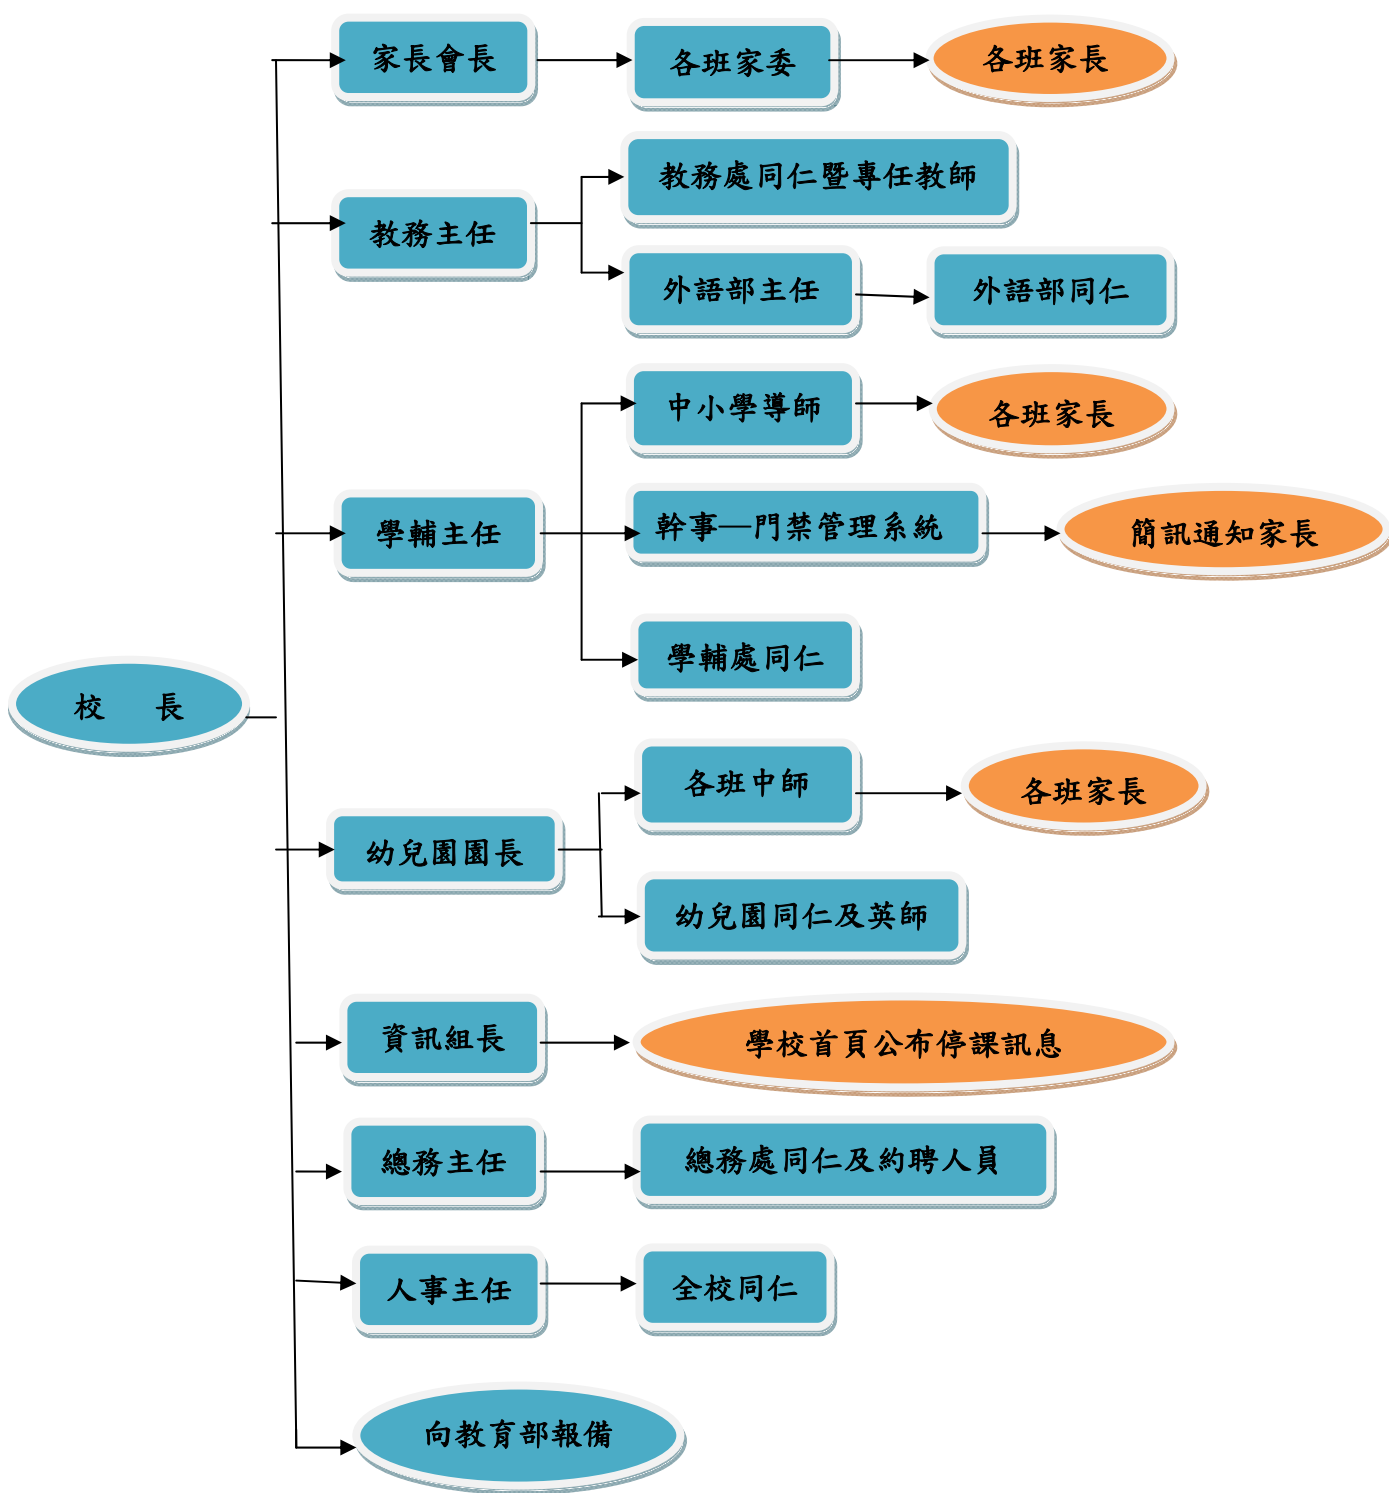 家長會長
各班家委
各班家長
教務主任
教務處同仁暨專任教師
外語部主任
外語部同仁
學輔主任
中小學導師
各班家長
幹事—門禁管理系統
簡訊通知家長
學輔處同仁
校 長
幼兒園園長
各班中師
各班家長
幼兒園同仁及英師
資訊組長
學校首頁公布停課訊息
總務主任
總務處同仁及約聘人員
人事主任
全校同仁
向教育部報備